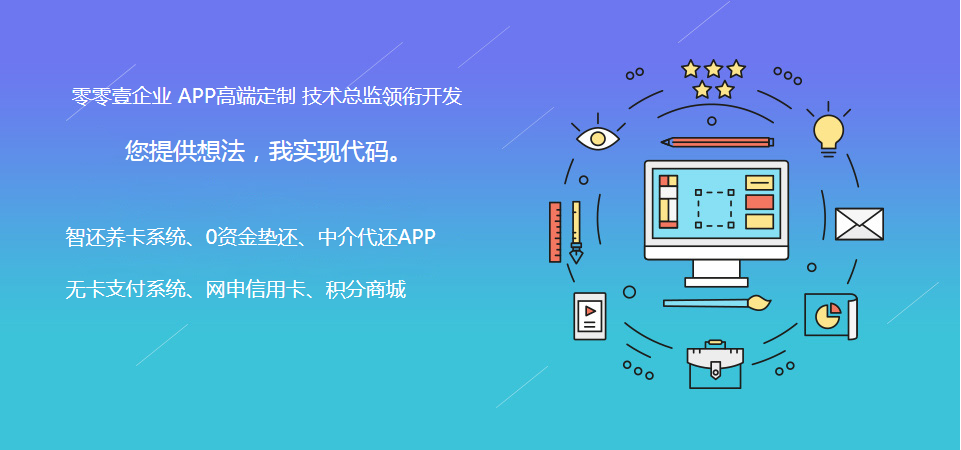 零零壹企业 APP高端定制 技术总监领衔开发
您提供想法，我实现代码。
智还养卡系统、0资金垫还、中介代还APP
无卡支付系统、网申信用卡、积分商城